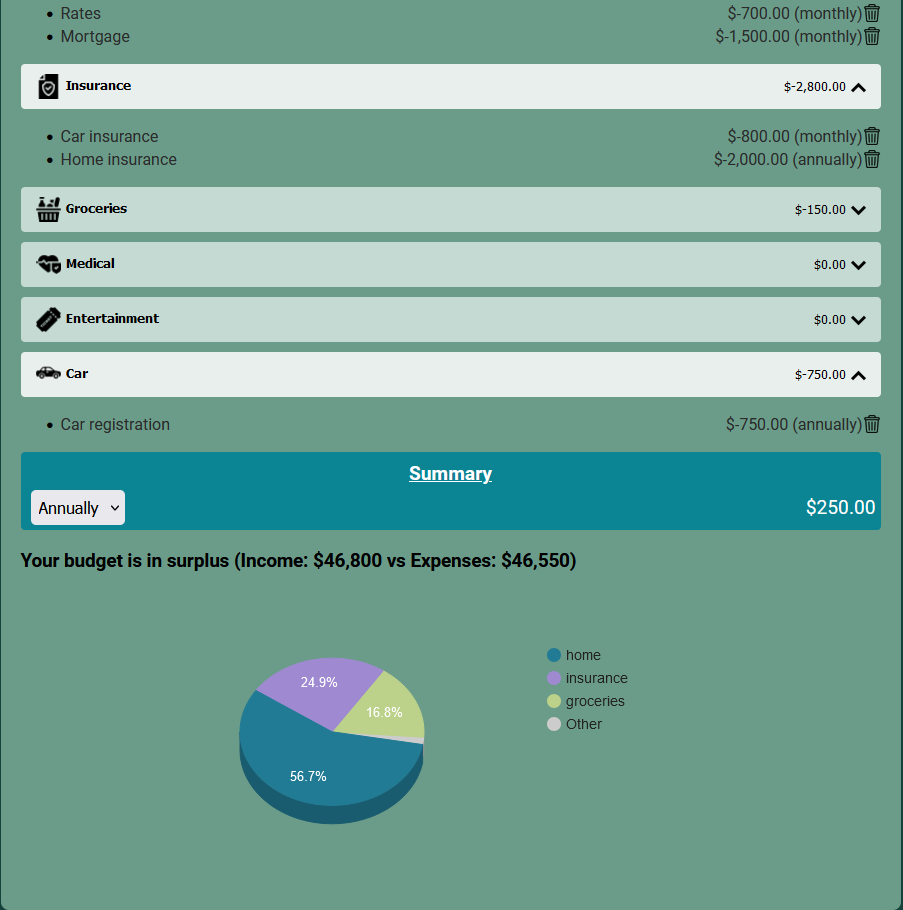 Rates $-700.00 (monthly)
Mortgage $-1,500.00 (monthly)
Insurance $-2,800.00
Car insurance $-800.00 (monthly)
Home insurance $-2,000.00 (annually)
Groceries $-150.00
Medical $0.00
Entertainment $0.00
Car $-750.00
Car registration $-750.00 (annually)
Summary
Annually $250.00
Your budget is in surplus (Income: $46,800 vs Expenses: $46,550)
home
24.9% insurance
16.8% groceries
Other
56.7%